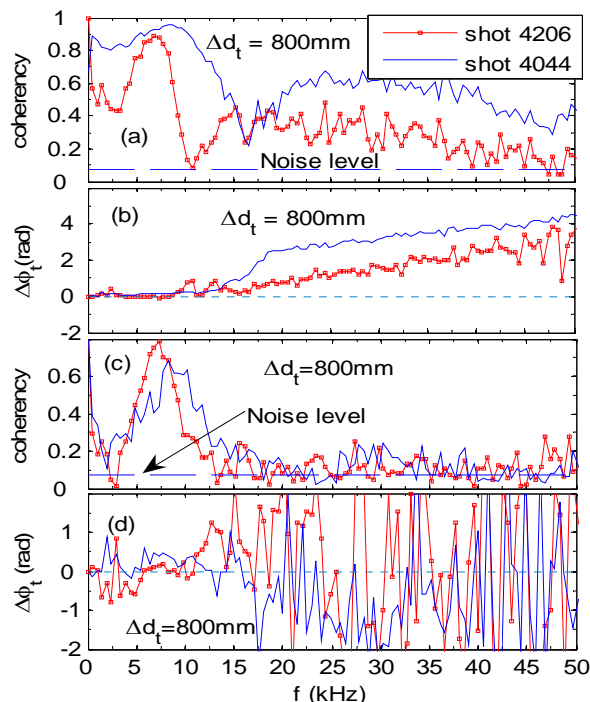 1
0.8
0.6
0.4
0.2
0
coherency
Δd_t = 800mm
shot 4206
shot 4044
(a)
Noise level
4
2
0
-2
Δϕ_t(rad)
(b)
Δd_t = 800mm
0.6
0.4
0.2
0
coherency
(c)
Δd_t=800mm
Noise level
1
0
-1
-2
Δϕ_t (rad)
(d)
Δd_t=800mm
0 5 10 15 20 25 30 35 40 45 50
f (kHz)